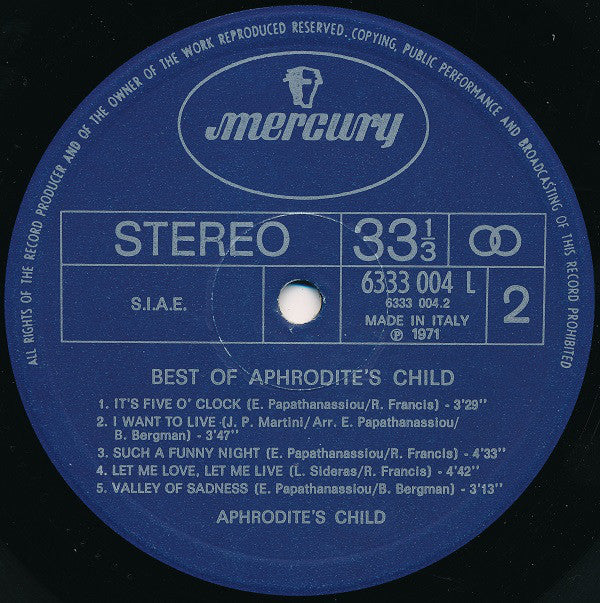 ALL RIGHTS OF THE RECORD PRODUCER AND OF THE OWNER OF THE WORK REPRODUCED RESERVED. COPYING, PUBLIC PERFORMANCE AND BROADCASTING OF THIS RECORD PROHIBITED
mercury
STEREO 33 1/3
S.I.A.E. 6333 004 L 2
6333 004.2
MADE IN ITALY
℗ 1971
BEST OF APHRODITE'S CHILD
1. IT'S FIVE O' CLOCK (E. Papathanassiou/R. Francis) - 3'29"
2. I WANT TO LIVE (J. P. Martini/Arr. E. Papathanassiou/
B. Bergman) - 3'47"
3. SUCH A FUNNY NIGHT (E. Papathanassiou/R. Francis) - 4'33"
4. LET ME LOVE, LET ME LIVE (L. Sideras/R. Francis) - 4'42"
5. VALLEY OF SADNESS (E. Papathanassiou/B. Bergman) - 3'13"
APHRODITE'S CHILD